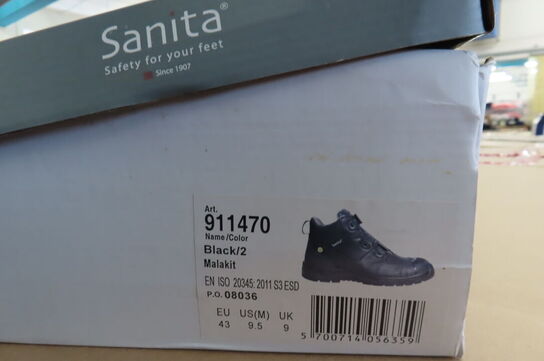 Sanita®
Safety for your feet
Since 1907
Art.
911470
Name/Color
Black/2
Malakit
EN ISO 20345: 2011 S3 ESD
P.O. 08036
EU US(M) UK
43 9.5 9
5 700714 056359